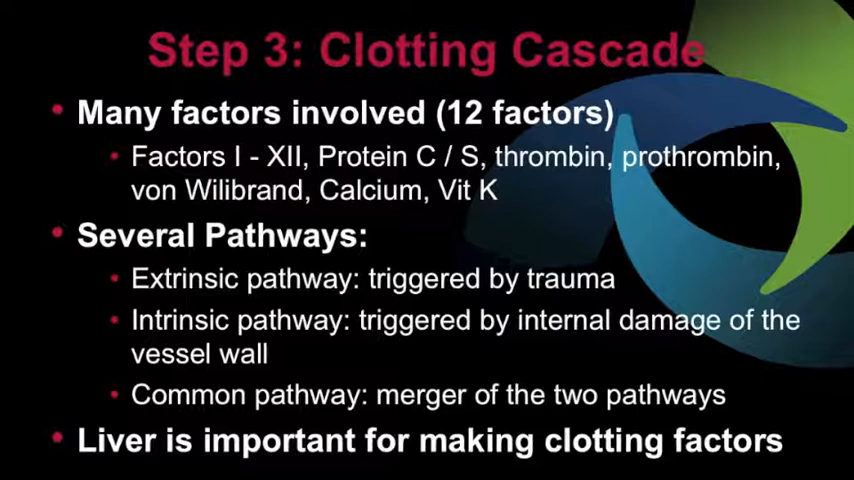 Step 3: Clotting Cascade
• Many factors involved (12 factors)
• Factors I - XII, Protein C / S, thrombin, prothrombin,
von Wilibrand, Calcium, Vit K
• Several Pathways:
• Extrinsic pathway: triggered by trauma
• Intrinsic pathway: triggered by internal damage of the
vessel wall
• Common pathway: merger of the two pathways
• Liver is important for making clotting factors